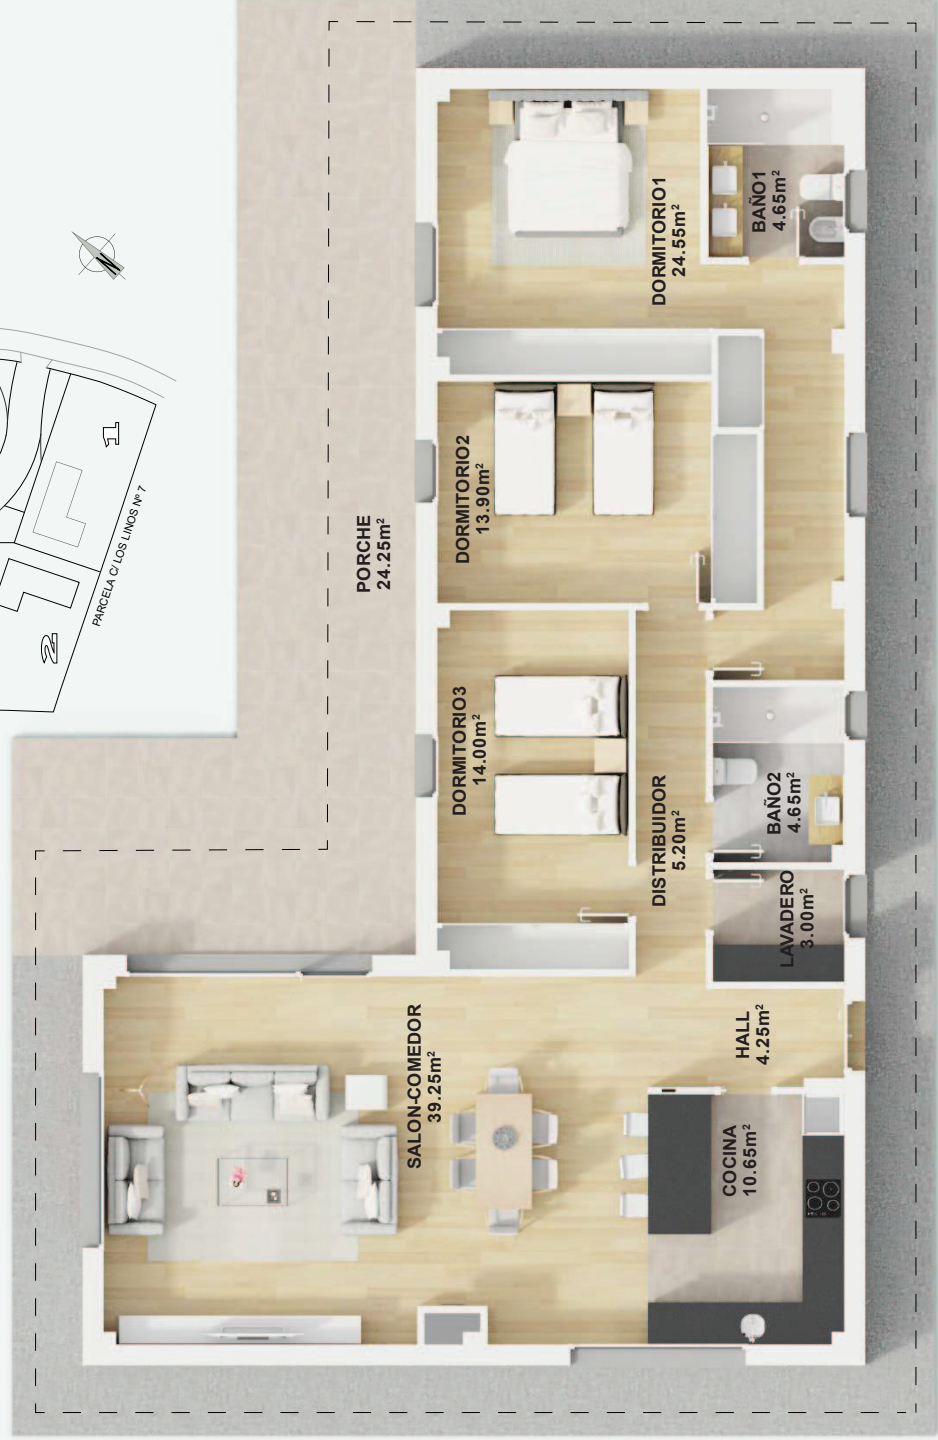 DORMITORIO1
24.55m²
BAÑO1
4.65m²
N
1
PARCELA C/ LOS LINOS Nº 7
2
DORMITORIO2
13.90m²
PORCHE
24.25m²
DORMITORIO3
14.00m²
DISTRIBUIDOR
5.20m²
BAÑO2
4.65m²
LAVADERO
3.00m²
HALL
4.25m²
SALON-COMEDOR
39.25m²
COCINA
10.65m²